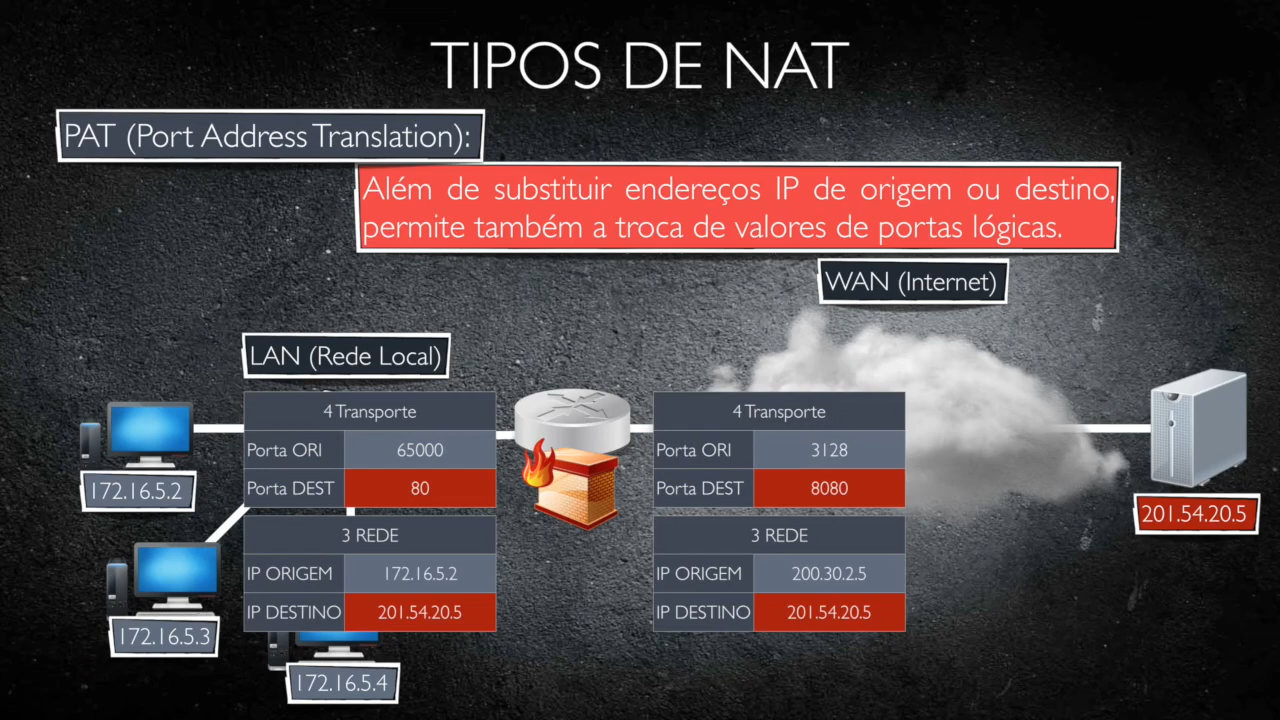 TIPOS DE NAT
PAT (Port Address Translation):
Além de substituir endereços IP de origem ou destino,
permite também a troca de valores de portas lógicas.
WAN (Internet)
LAN (Rede Local)
4 Transporte
Porta ORI 65000
Porta DEST 80
3 REDE
IP ORIGEM 172.16.5.2
IP DESTINO 201.54.20.5
4 Transporte
Porta ORI 3128
Porta DEST 8080
3 REDE
IP ORIGEM 200.30.2.5
IP DESTINO 201.54.20.5
172.16.5.2
172.16.5.3
172.16.5.4
201.54.20.5